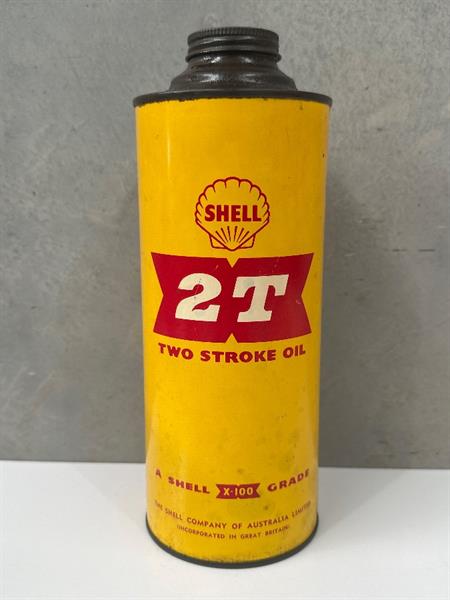 SHELL
2T
TWO STROKE OIL
A SHELL X-100 GRADE
THE SHELL COMPANY OF AUSTRALIA LIMITED
(INCORPORATED IN GREAT BRITAIN)